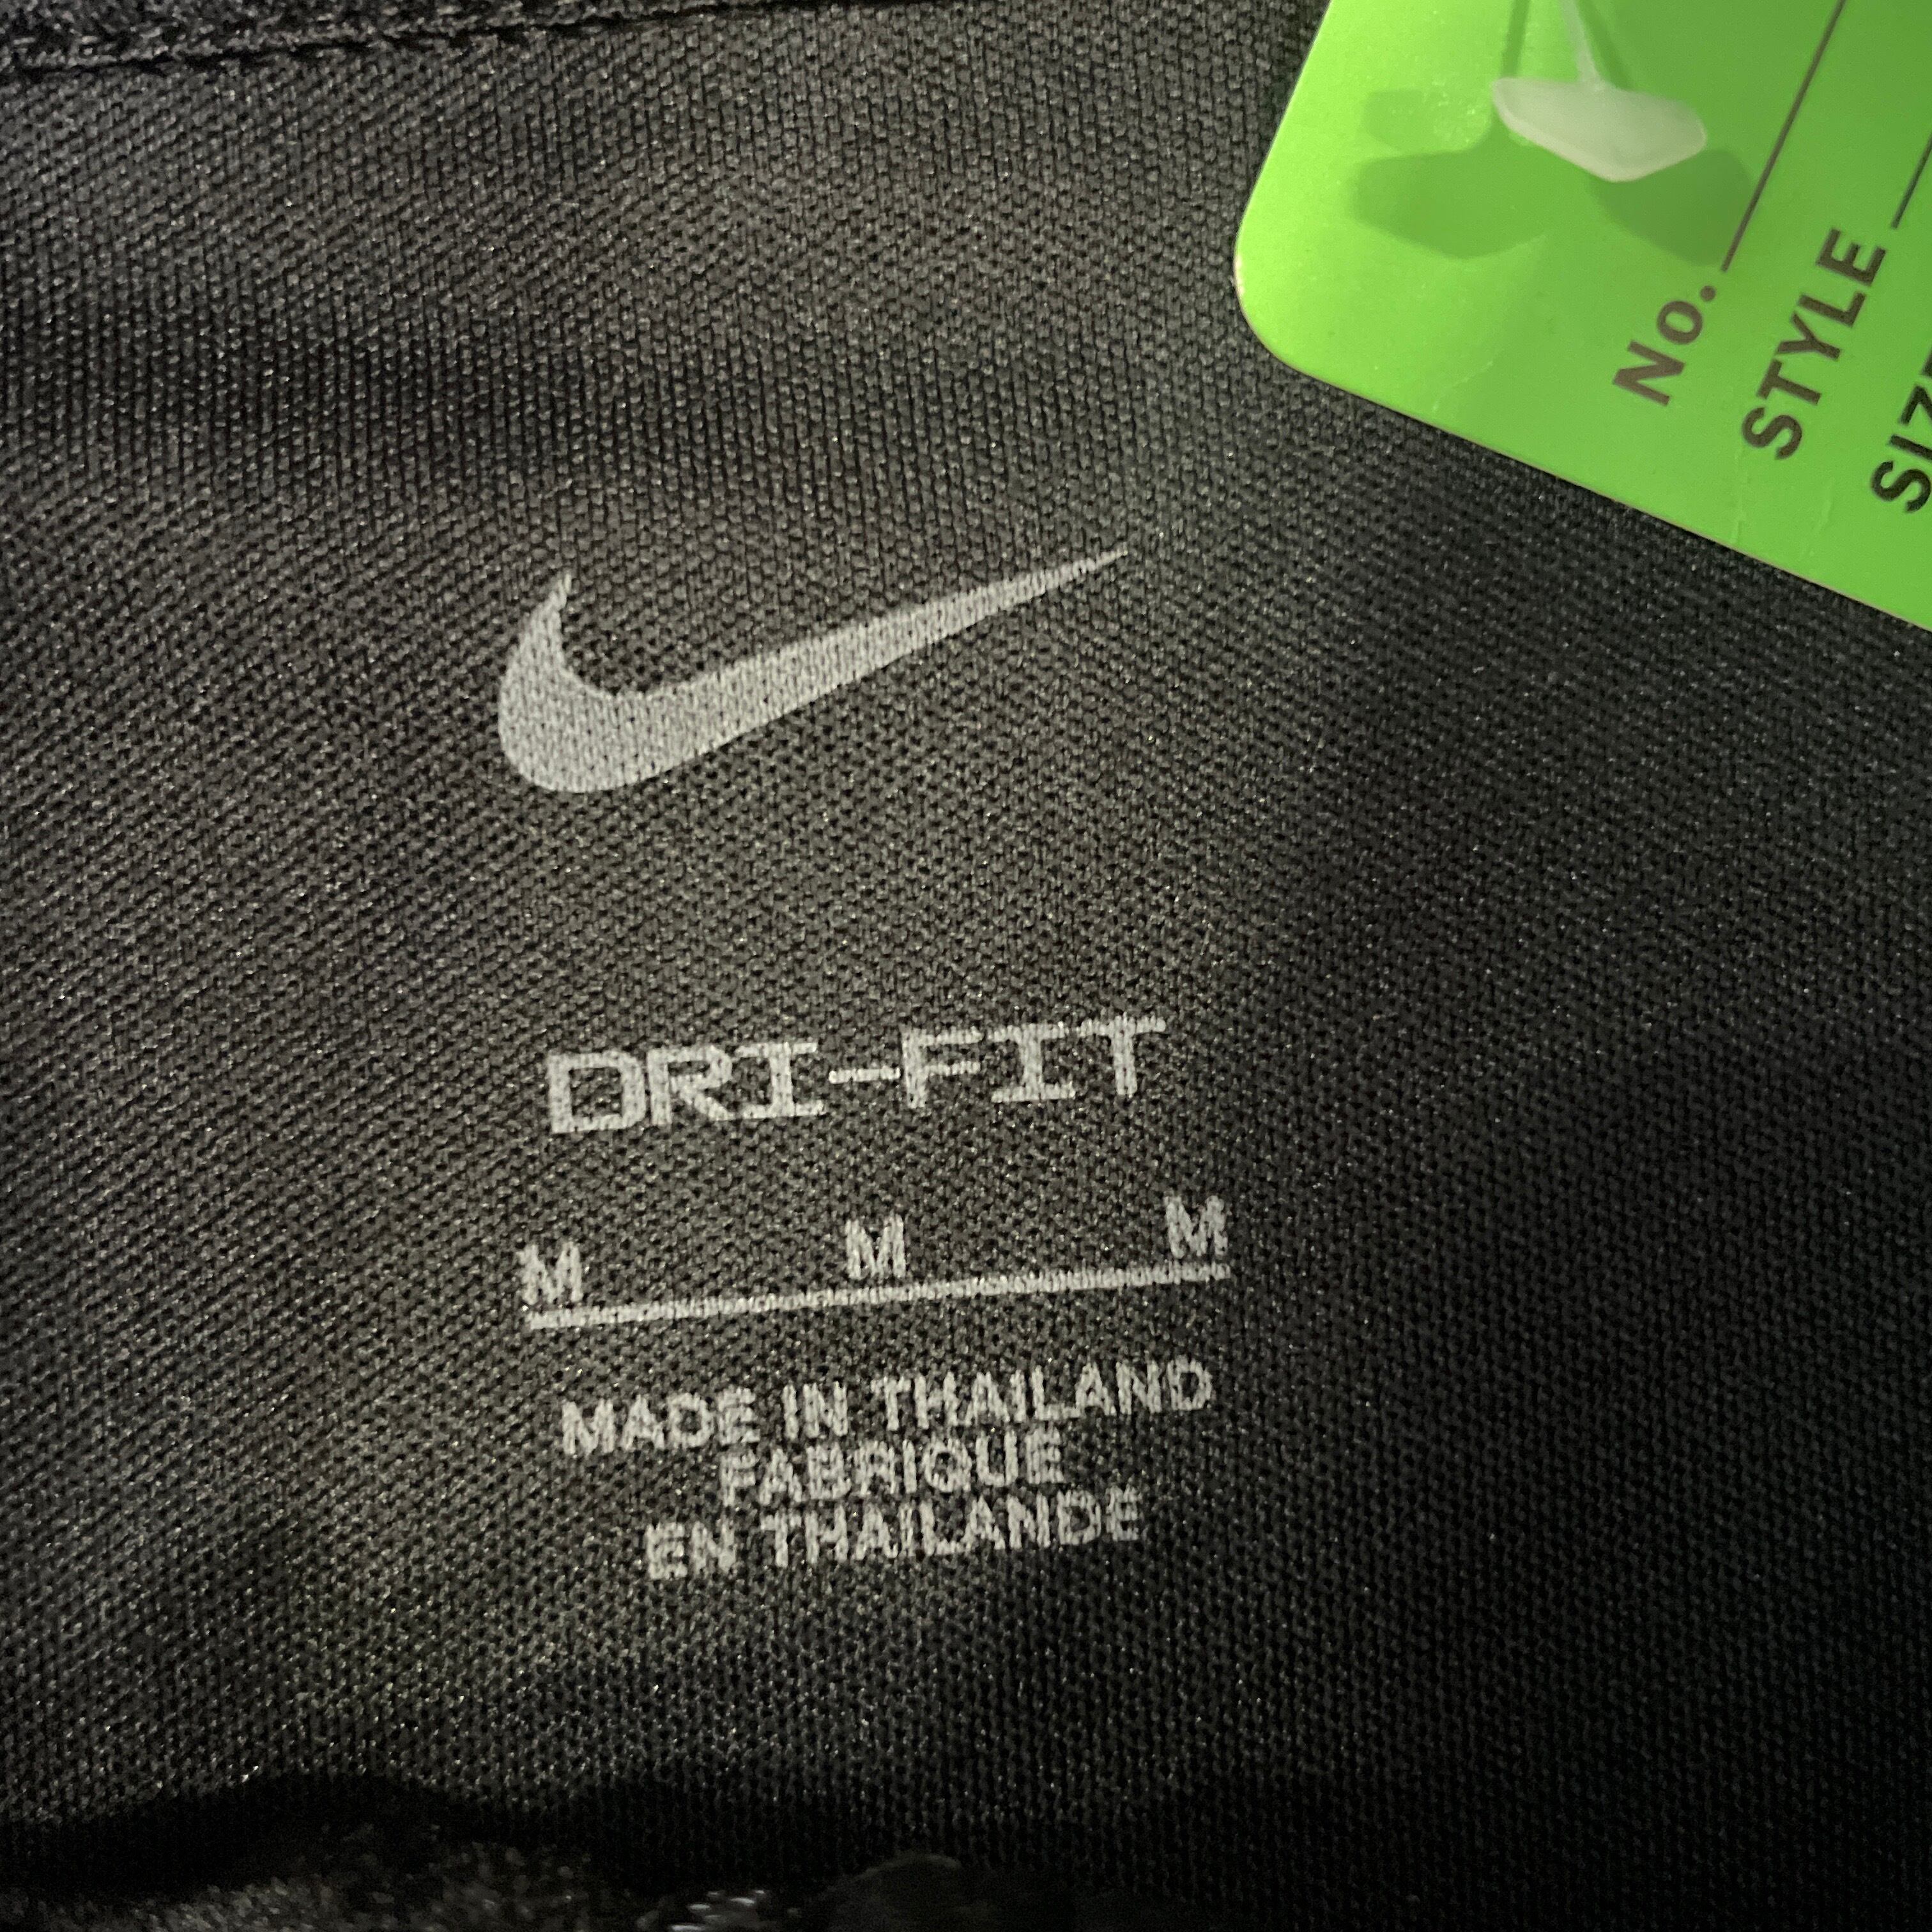 No.
STYLE
DRI-FIT
M M M
MADE IN THAILAND
FABRIQUE
EN THAILANDE